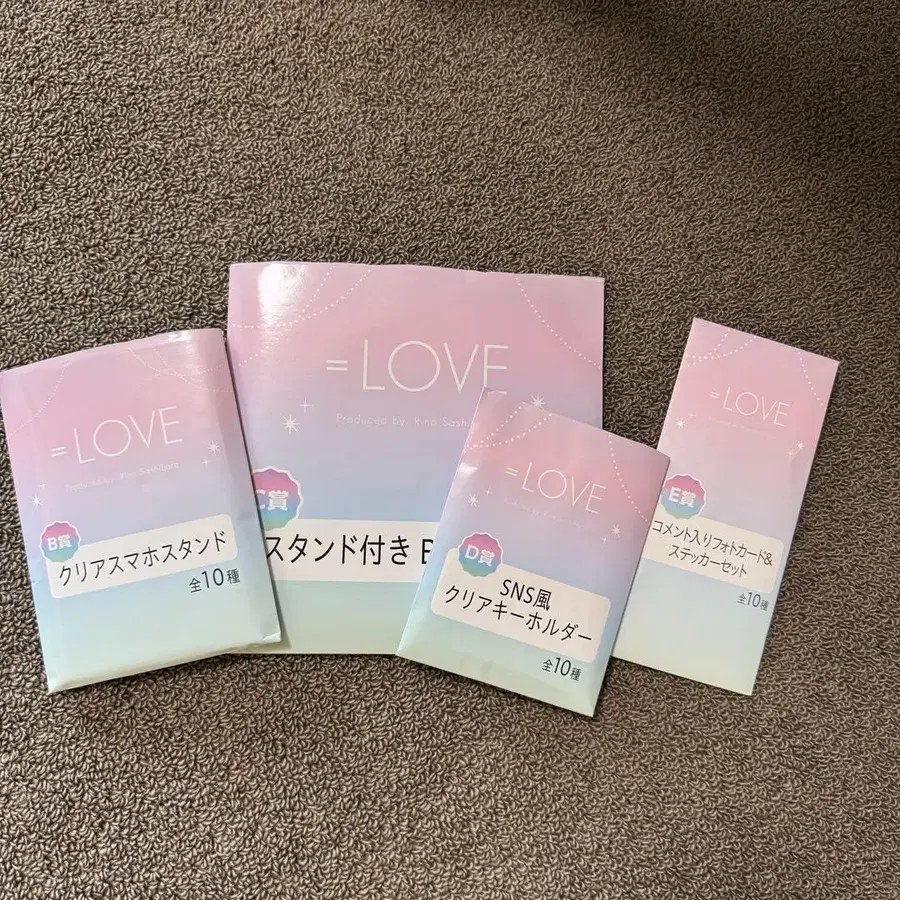 =LOVE
Produced by Rino Sashihara
B賞
クリアスマホスタンド
全10種
=LOVE
Produced by Rino Sashi
C賞
スタンド付き
=LOVE
D賞
SNS風
クリアキーホルダー
全10種
=LOVE
E賞
コメント入りフォトカード&
ステッカーセット
全10種